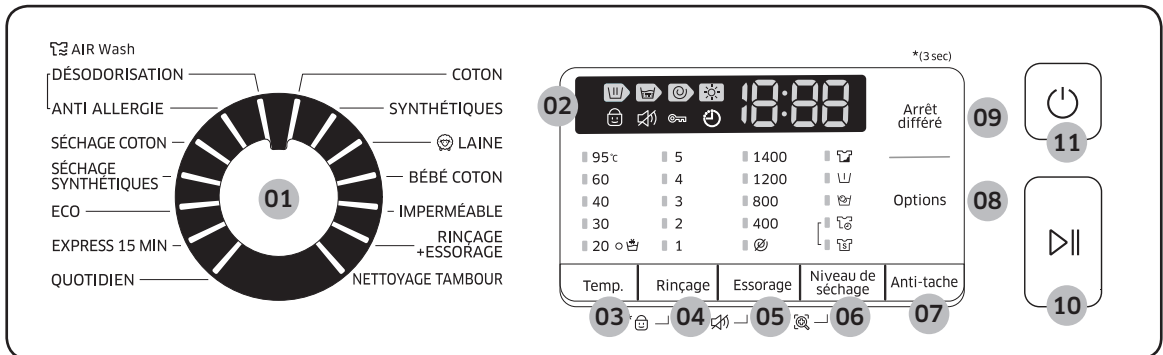 AIR Wash
DÉSODORISATION
ANTI ALLERGIE
SÉCHAGE COTON
SÉCHAGE
SYNTHÉTIQUES
ECO
EXPRESS 15 MIN
QUOTIDIEN
COTON
SYNTHÉTIQUES
LAINE
BÉBÉ COTON
IMPERMÉABLE
RINÇAGE
+ESSORAGE
NETTOYAGE TAMBOUR
01
02
18:88
*(3 sec)
95℃ 5 1400
60 4 1200
40 3 800
30 2 400
20 1
Arrêt
différé
09
Options
08
Temp.
Rinçage
Essorage
Niveau de
séchage
Anti-tache
03
04
05
06
07
11
10